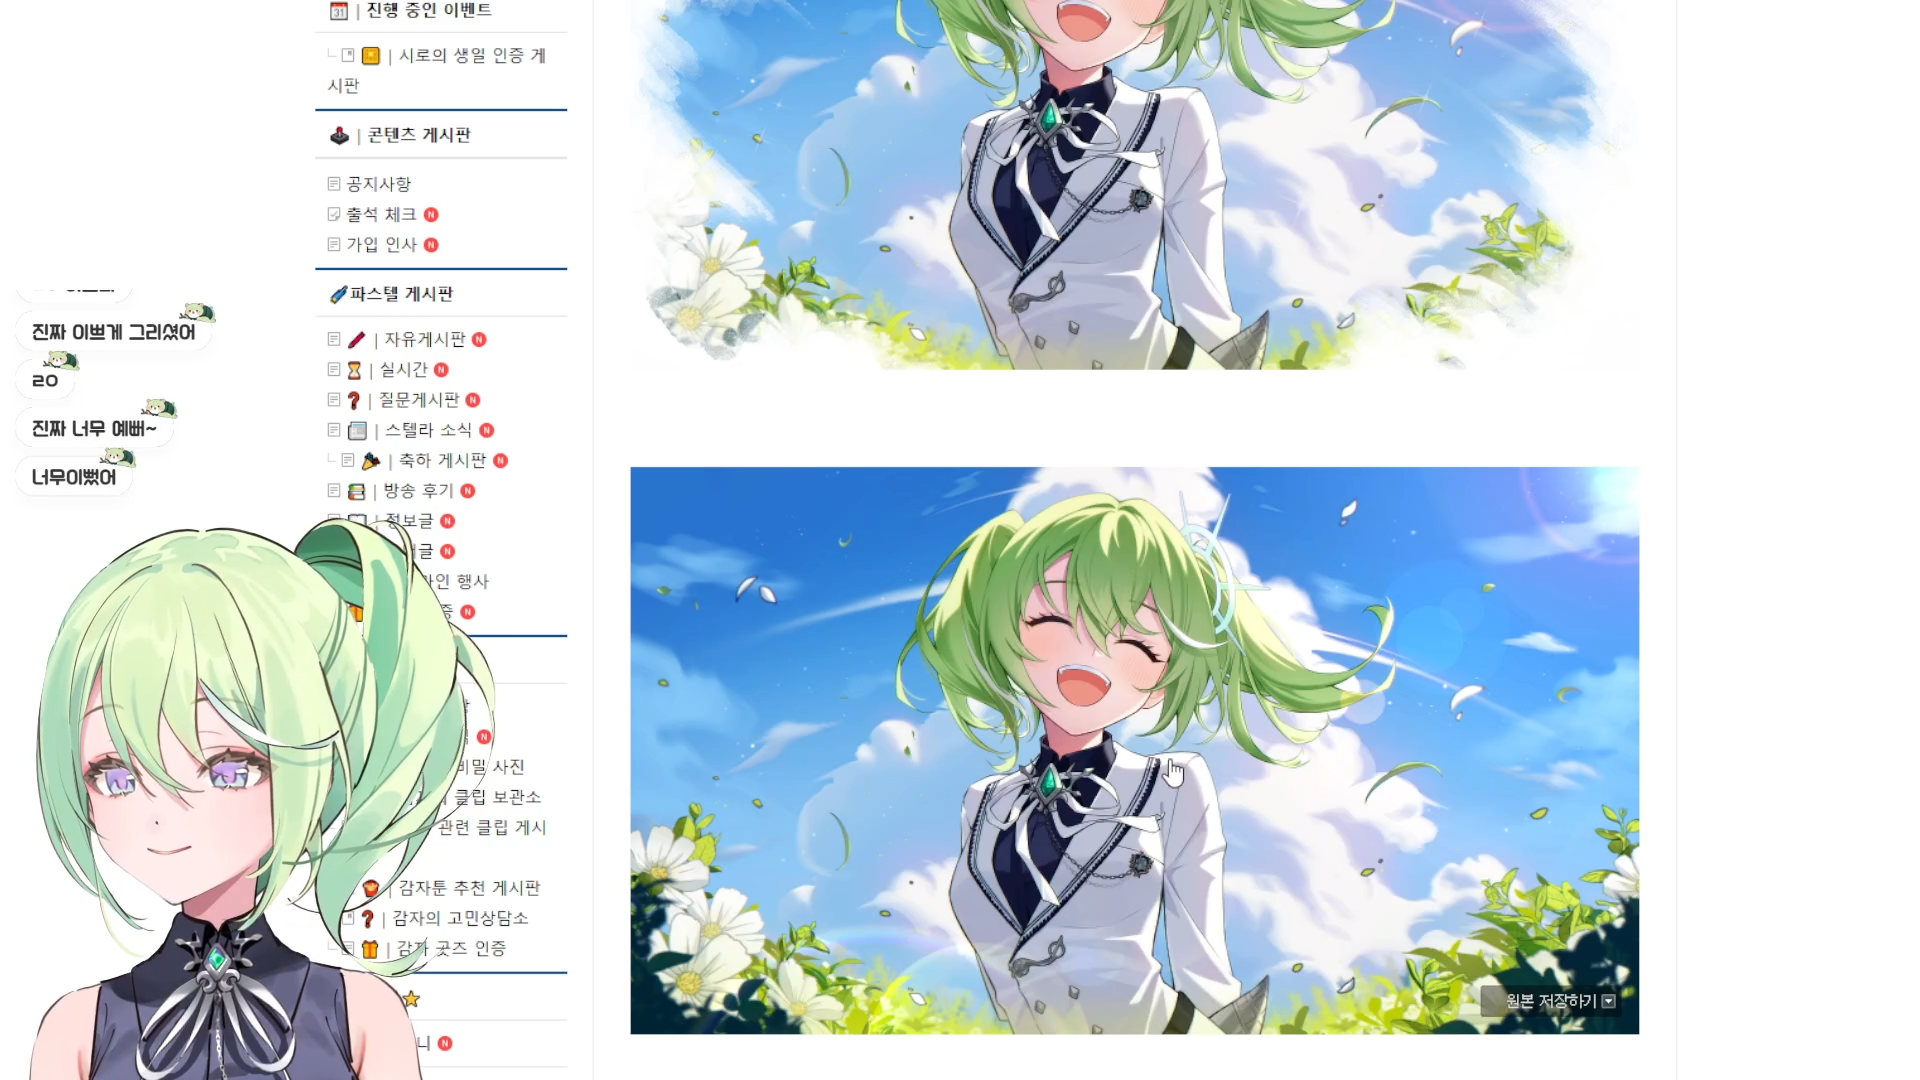 진행 중인 이벤트
| 시로의 생일 인증 게
시판
| 콘텐츠 게시판
공지사항
출석 체크 N
가입 인사 N
파스텔 게시판
| 자유게시판 N
| 실시간 N
| 질문게시판 N
| 스텔라 소식 N
| 축하 게시판 N
| 방송 후기 N
정보글 N
글 N
인 행사
N
N
비밀 사진
클립 보관소
관련 클립 게시
| 감자툰 추천 게시판
| 감자의 고민상담소
| 감자 굿즈 인증
니 N
진짜 이쁘게 그리셨어
ㄹㅇ
진짜 너무 예뻐~
너무이뻤어
원본 저장하기